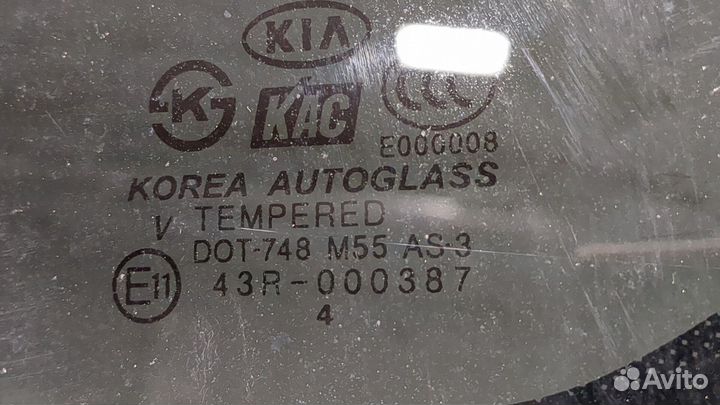 KIA
K
KAC
CCC
E000008
KOREA AUTOGLASS
V TEMPERED
DOT-748 M55 AS-3
E11 43R-000387
4
Avito